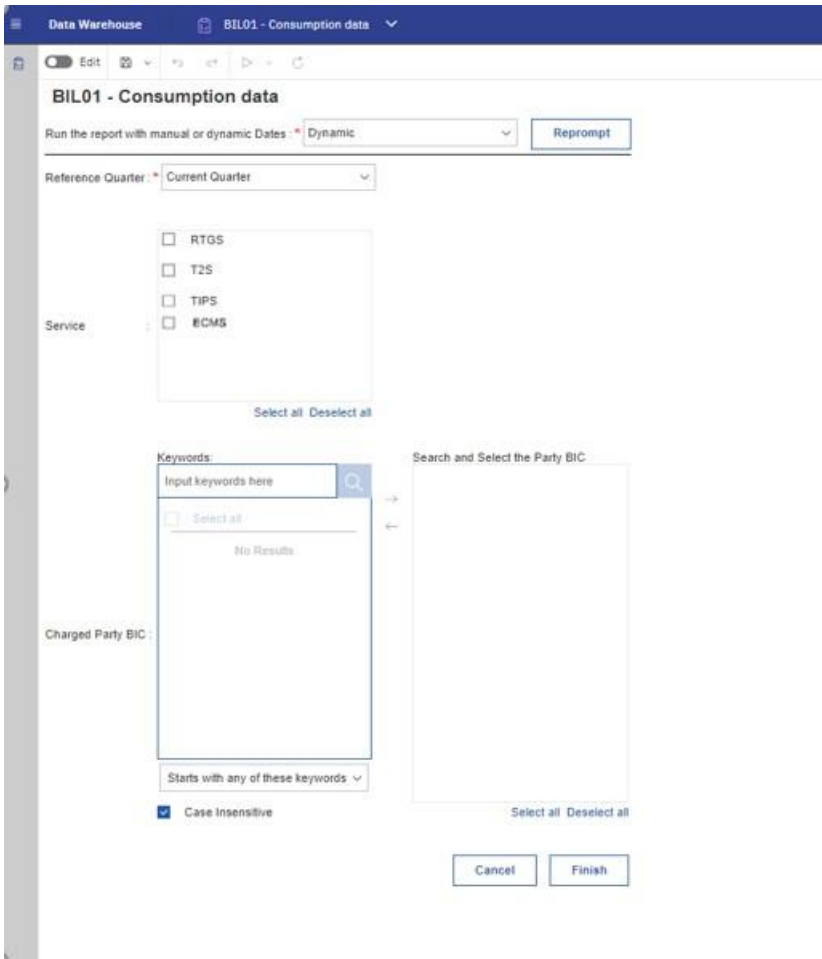 Data Warehouse BIL01 - Consumption data
Edit
BIL01 - Consumption data
Run the report with manual or dynamic Dates : * Dynamic Reprompt
Reference Quarter : * Current Quarter
RTGS
T2S
TIPS
ECMS
Service :
Select all Deselect all
Keywords: Search and Select the Party BIC
Input keywords here
Select all
No Results
Charged Party BIC :
Starts with any of these keywords
Case Insensitive Select all Deselect all
Cancel Finish